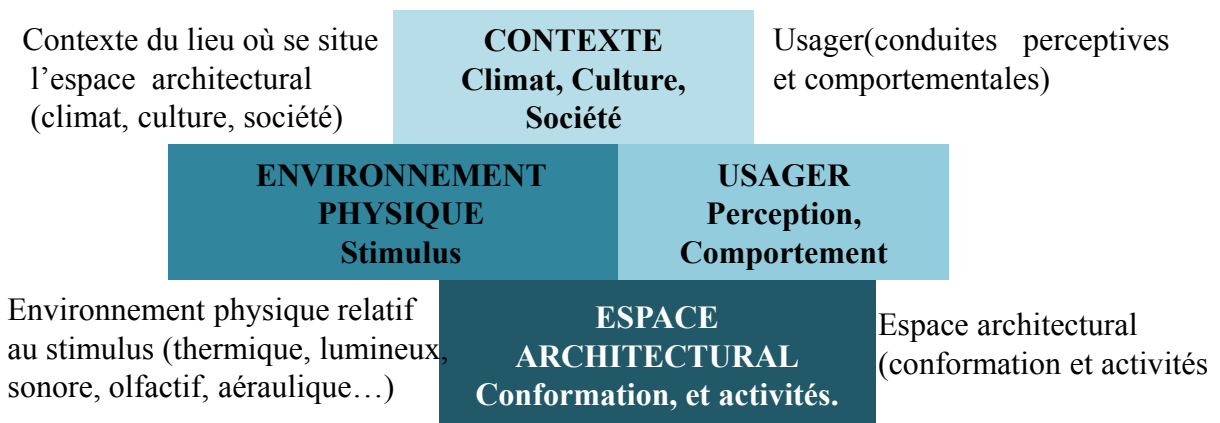 Contexte du lieu où se situe
l’espace architectural
(climat, culture, société)
CONTEXTE
Climat, Culture,
Société
Usager(conduites perceptives
et comportementales)
ENVIRONNEMENT
PHYSIQUE
Stimulus
USAGER
Perception,
Comportement
Environnement physique relatif
au stimulus (thermique, lumineux,
sonore, olfactif, aéraulique…)
ESPACE
ARCHITECTURAL
Conformation, et activités.
Espace architectural
(conformation et activités